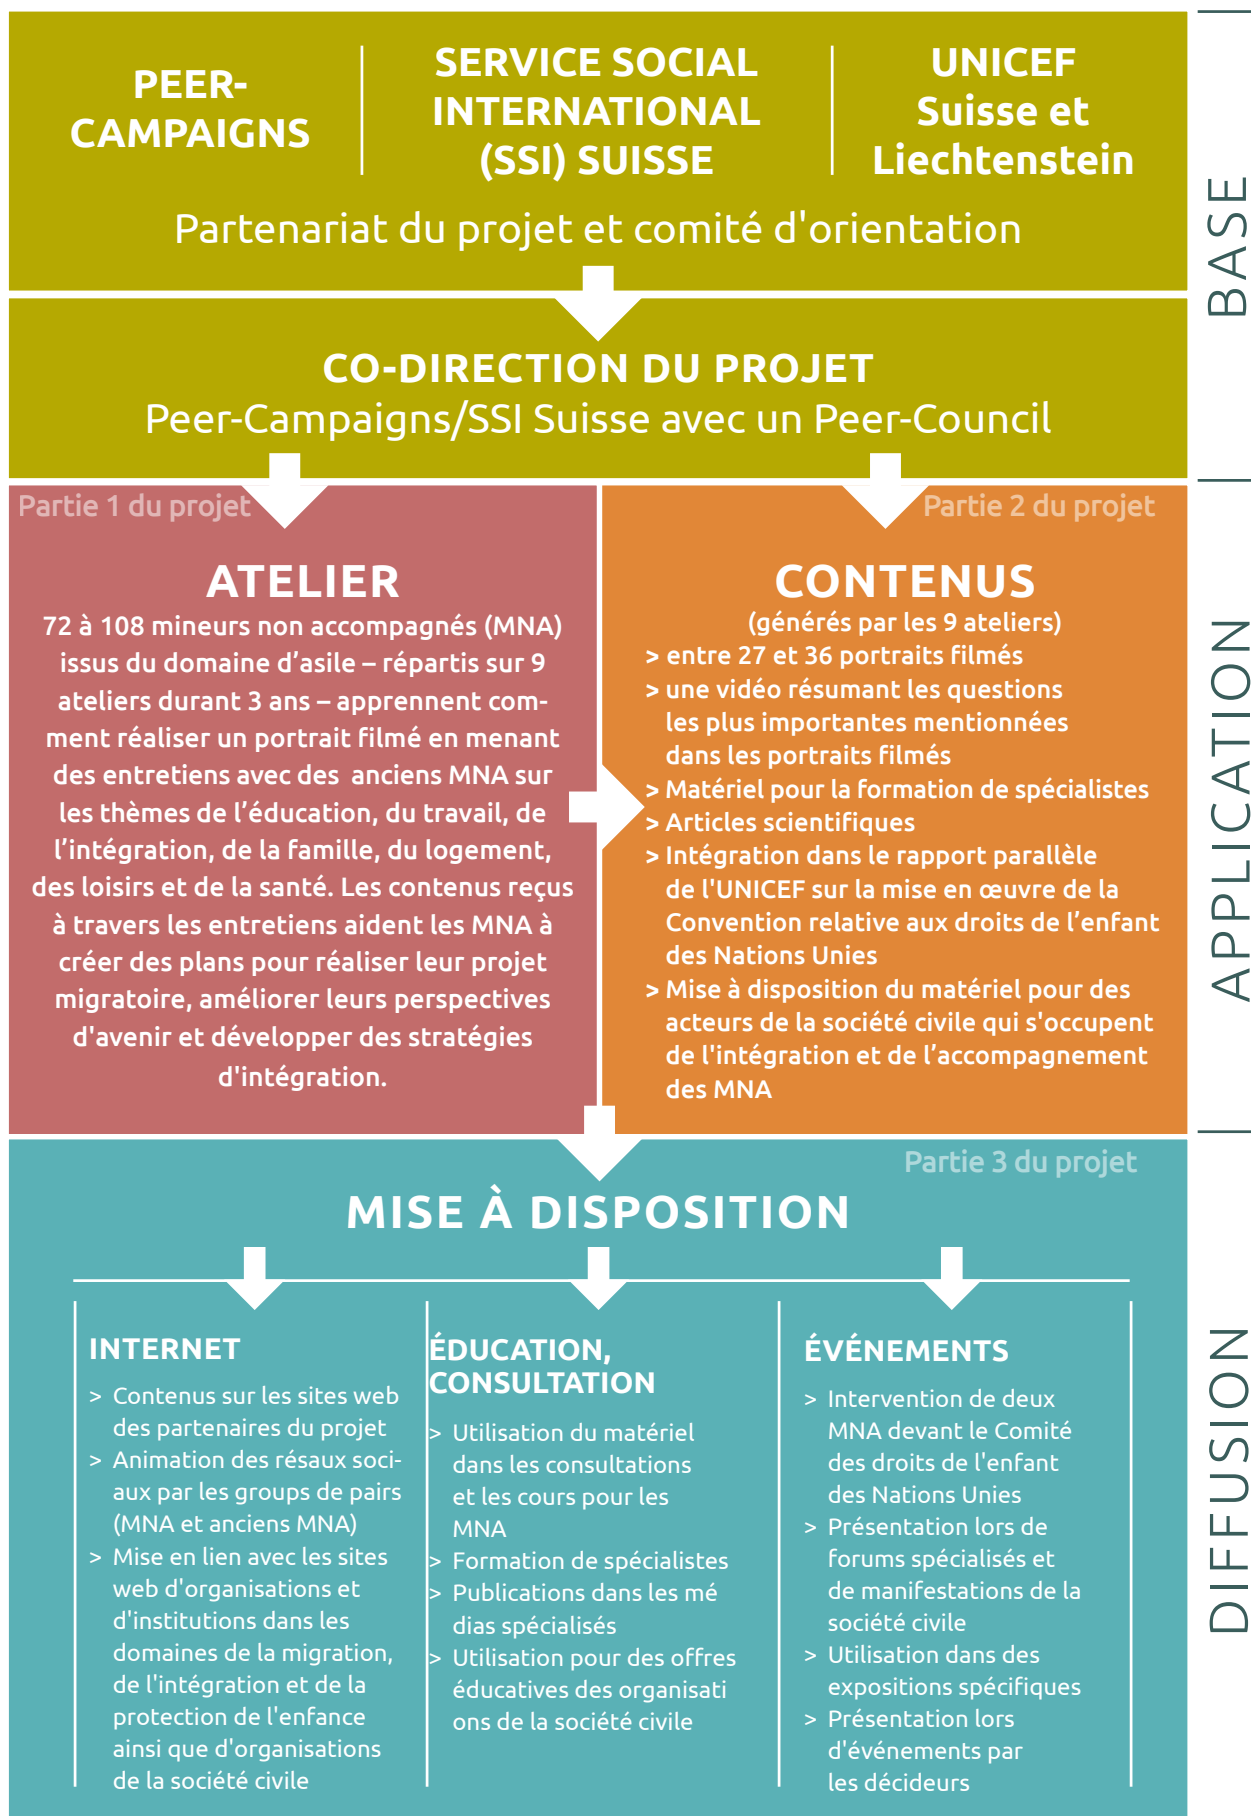 PEER-
CAMPAIGNS
SERVICE SOCIAL
INTERNATIONAL
(SSI) SUISSE
UNICEF
Suisse et
Liechtenstein
Partenariat du projet et comité d'orientation
BASE
CO-DIRECTION DU PROJET
Peer-Campaigns/SSI Suisse avec un Peer-Council
Partie 1 du projet
ATELIER
72 à 108 mineurs non accompagnés (MNA)
issus du domaine d’asile – répartis sur 9
ateliers durant 3 ans – apprennent com-
ment réaliser un portrait filmé en menant
des entretiens avec des  anciens MNA sur
les thèmes de l’éducation, du travail, de
l’intégration, de la famille, du logement,
des loisirs et de la santé. Les contenus reçus
à travers les entretiens aident les MNA à
créer des plans pour réaliser leur projet
migratoire, améliorer leurs perspectives
d'avenir et développer des stratégies
d'intégration.
Partie 2 du projet
CONTENUS
(générés par les 9 ateliers)
> entre 27 et 36 portraits filmés
> une vidéo résumant les questions
les plus importantes mentionnées
dans les portraits filmés
> Matériel pour la formation de spécialistes
> Articles scientifiques
> Intégration dans le rapport parallèle
de l'UNICEF sur la mise en œuvre de la
Convention relative aux droits de l’enfant
des Nations Unies
> Mise à disposition du matériel pour des
acteurs de la société civile qui s'occupent
de l'intégration et de l’accompagnement
des MNA
APPLICATION
Partie 3 du projet
MISE À DISPOSITION
INTERNET
> Contenus sur les sites web
des partenaires du projet
> Animation des résaux soci-
aux par les groups de pairs
(MNA et anciens MNA)
> Mise en lien avec les sites
web d'organisations et
d'institutions dans les
domaines de la migration,
de l'intégration et de la
protection de l'enfance
ainsi que d'organisations
de la société civile
ÉDUCATION,
CONSULTATION
> Utilisation du matériel
dans les consultations
et les cours pour les
MNA
> Formation de spécialistes
> Publications dans les mé
dias spécialisés
> Utilisation pour des offres
éducatives des organisati
ons de la société civile
ÉVÉNEMENTS
> Intervention de deux
MNA devant le Comité
des droits de l'enfant
des Nations Unies
> Présentation lors de
forums spécialisés et
de manifestations de la
société civile
> Utilisation dans des
expositions spécifiques
> Présentation lors
d'événements par
les décideurs
DIFFUSION